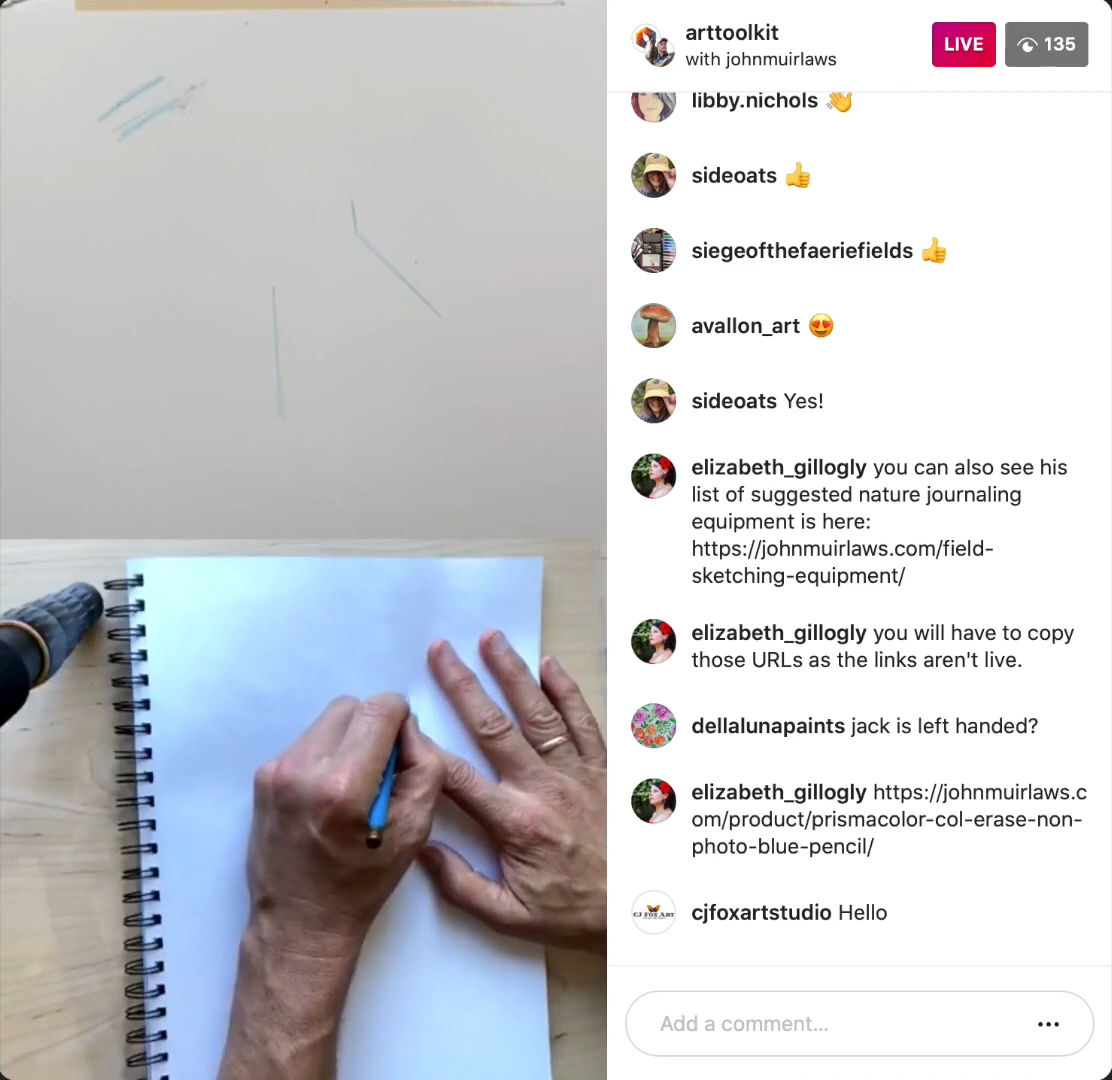 arttoolkit
with johnmuirlaws
LIVE
135
libby.nichols 👋
sideoats 👍
siegeofthefaeriefields 👍
avallon_art 😍
sideoats Yes!
elizabeth_gillogly you can also see his
list of suggested nature journaling
equipment is here:
https://johnmuirlaws.com/field-
sketching-equipment/
elizabeth_gillogly you will have to copy
those URLs as the links aren't live.
dellalunapaints jack is left handed?
elizabeth_gillogly https://johnmuirlaws.c
om/product/prismacolor-col-erase-non-
photo-blue-pencil/
CJ FOX ART
cjfoxartstudio Hello
Add a comment...